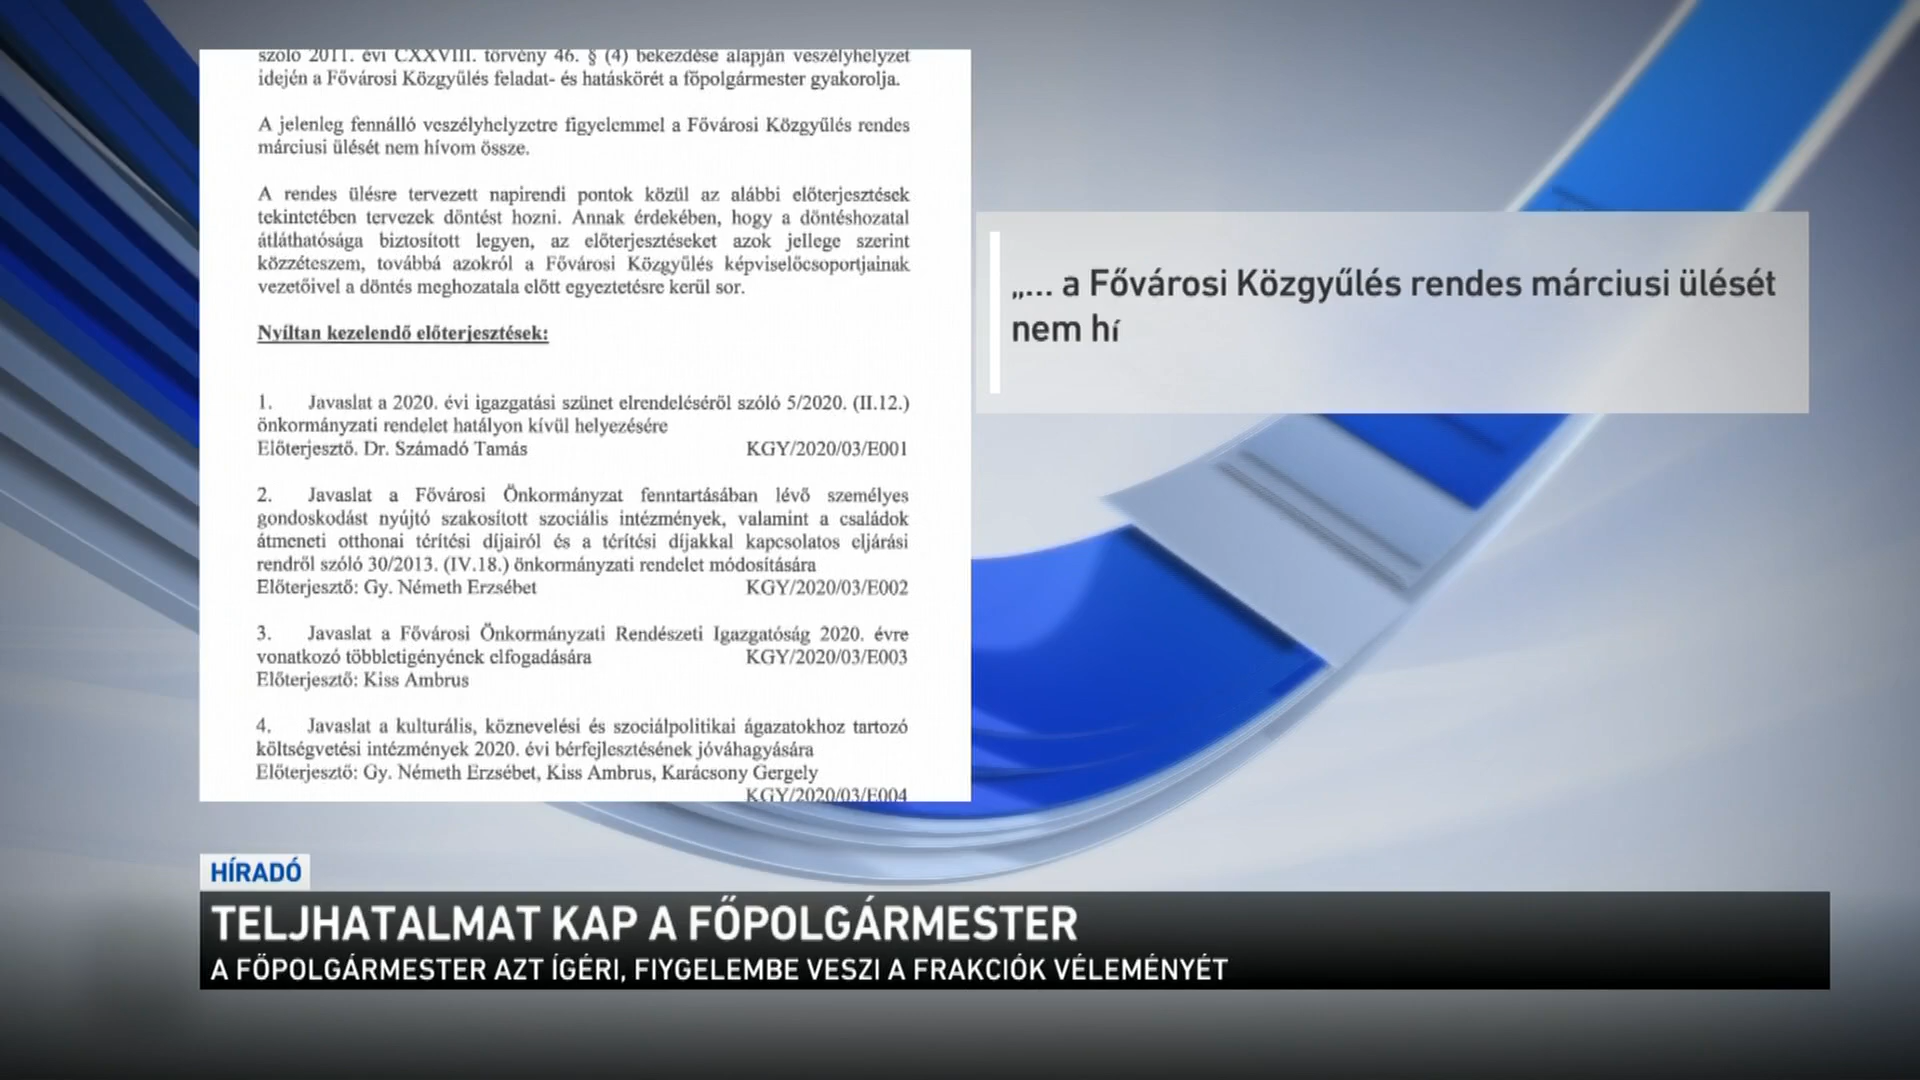 szóló 2011. évi CXXVIII. törvény 46. § (4) bekezdése alapján veszélyhelyzet
idején a Fővárosi Közgyűlés feladat- és hatáskörét a főpolgármester gyakorolja.
A jelenleg fennálló veszélyhelyzetre figyelemmel a Fővárosi Közgyűlés rendes
márciusi ülését nem hívom össze.
A rendes ülésre tervezett napirendi pontok közül az alábbi előterjesztések
tekintetében tervezek döntést hozni. Annak érdekében, hogy a döntéshozatal
átláthatósága biztosított legyen, az előterjesztéseket azok jellege szerint
közzéteszem, továbbá azokról a Fővárosi Közgyűlés képviselőcsoportjainak
vezetőivel a döntés meghozatala előtt egyeztetésre kerül sor.
Nyíltan kezelendő előterjesztések:
1. Javaslat a 2020. évi igazgatási szünet elrendeléséről szóló 5/2020. (II.12.)
önkormányzati rendelet hatályon kívül helyezésére
Előterjesztő. Dr. Számadó Tamás KGY/2020/03/E001
2. Javaslat a Fővárosi Önkormányzat fenntartásában lévő személyes
gondoskodást nyújtó szakosított szociális intézmények, valamint a családok
átmeneti otthonai térítési díjairól és a térítési díjakkal kapcsolatos eljárási
rendről szóló 30/2013. (IV.18.) önkormányzati rendelet módosítására
Előterjesztő: Gy. Németh Erzsébet KGY/2020/03/E002
3. Javaslat a Fővárosi Önkormányzati Rendészeti Igazgatóság 2020. évre
vonatkozó többletigényének elfogadására KGY/2020/03/E003
Előterjesztő: Kiss Ambrus
4. Javaslat a kulturális, köznevelési és szociálpolitikai ágazatokhoz tartozó
költségvetési intézmények 2020. évi bérfejlesztésének jóváhagyására
Előterjesztő: Gy. Németh Erzsébet, Kiss Ambrus, Karácsony Gergely
KGY/2020/03/E004
„... a Fővárosi Közgyűlés rendes márciusi ülését
nem hí
HÍRADÓ
TELJHATALMAT KAP A FŐPOLGÁRMESTER
A FŐPOLGÁRMESTER AZT ÍGÉRI, FIYGELEMBE VESZI A FRAKCIÓK VÉLEMÉNYÉT